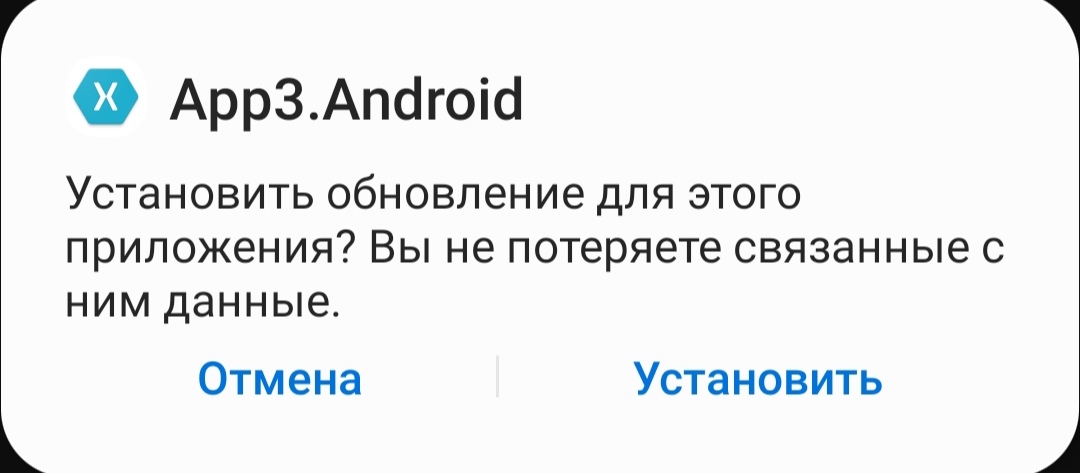 App3.Android
Установить обновление для этого
приложения? Вы не потеряете связанные с
ним данные.
Отмена
Установить